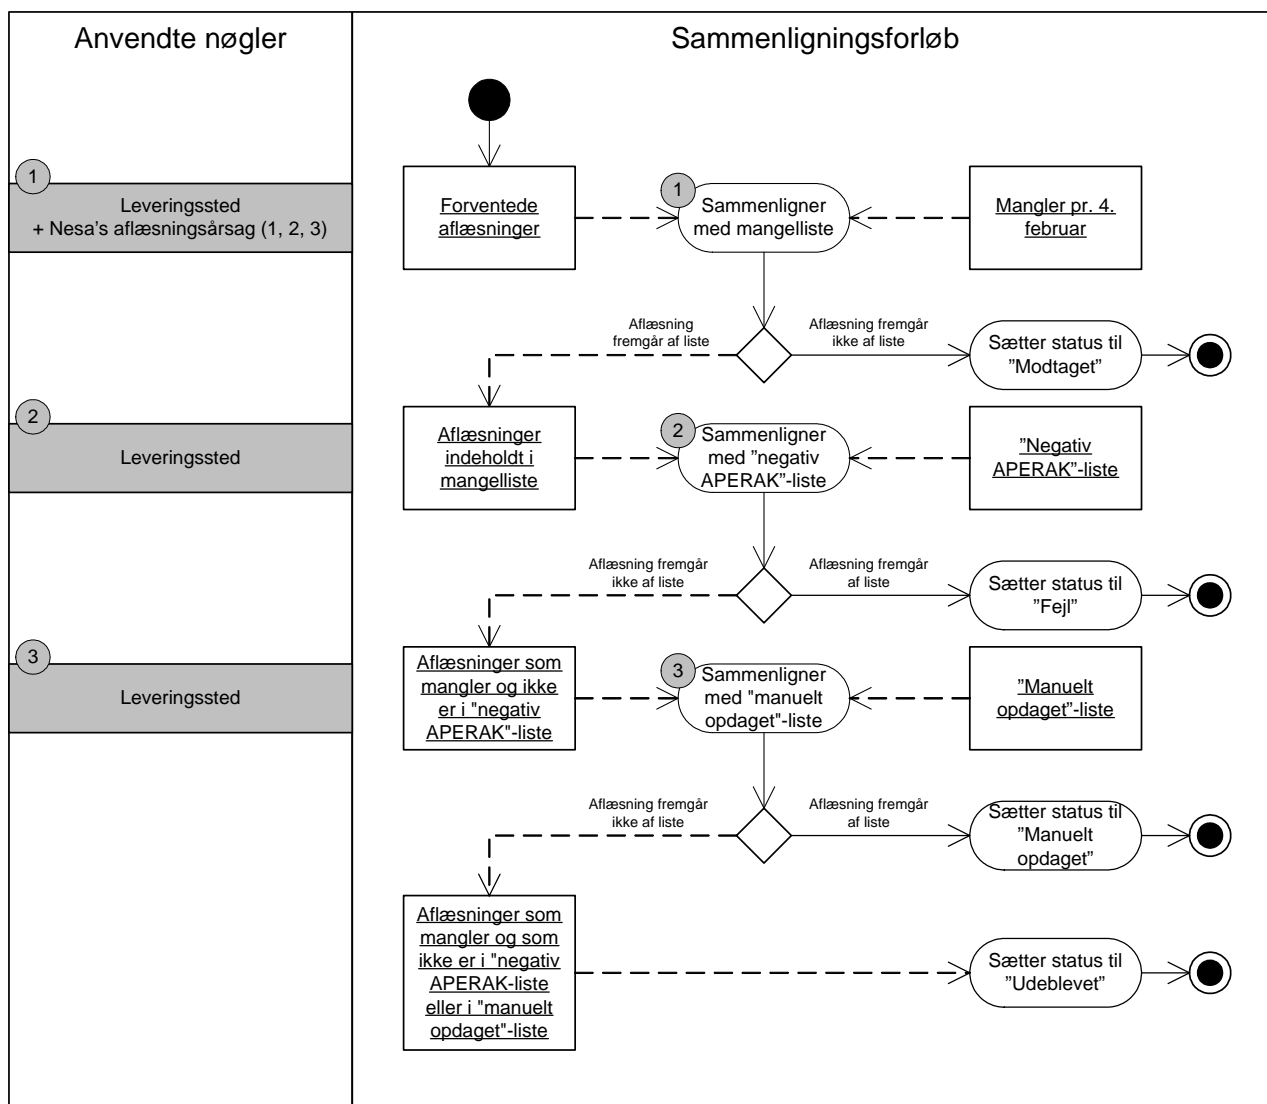 Anvendte nøgler
Sammenligningsforløb
1
Leveringssted
+ Nesa's aflæsningsårsag (1, 2, 3)
Forventede
aflæsninger
1
Sammenligner
med mangelliste
Mangler pr. 4.
februar
Aflæsning
fremgår af liste
Aflæsning fremgår
ikke af liste
Sætter status til
"Modtaget"
2
Leveringssted
Aflæsninger
indeholdt i
mangelliste
2
Sammenligner
med "negativ
APERAK"-liste
"Negativ
APERAK"-liste
Aflæsning fremgår
ikke af liste
Aflæsning fremgår
af liste
Sætter status til
"Fejl"
3
Leveringssted
Aflæsninger som
mangler og ikke
er i "negativ
APERAK"-liste
3
Sammenligner
med "manuelt
opdaget"-liste
"Manuelt
opdaget"-liste
Aflæsning fremgår
ikke af liste
Aflæsning fremgår
af liste
Sætter status til
"Manuelt
opdaget"
Aflæsninger som
mangler og som
ikke er i "negativ
APERAK-liste
eller i "manuelt
opdaget"-liste
Sætter status til
"Udeblevet"